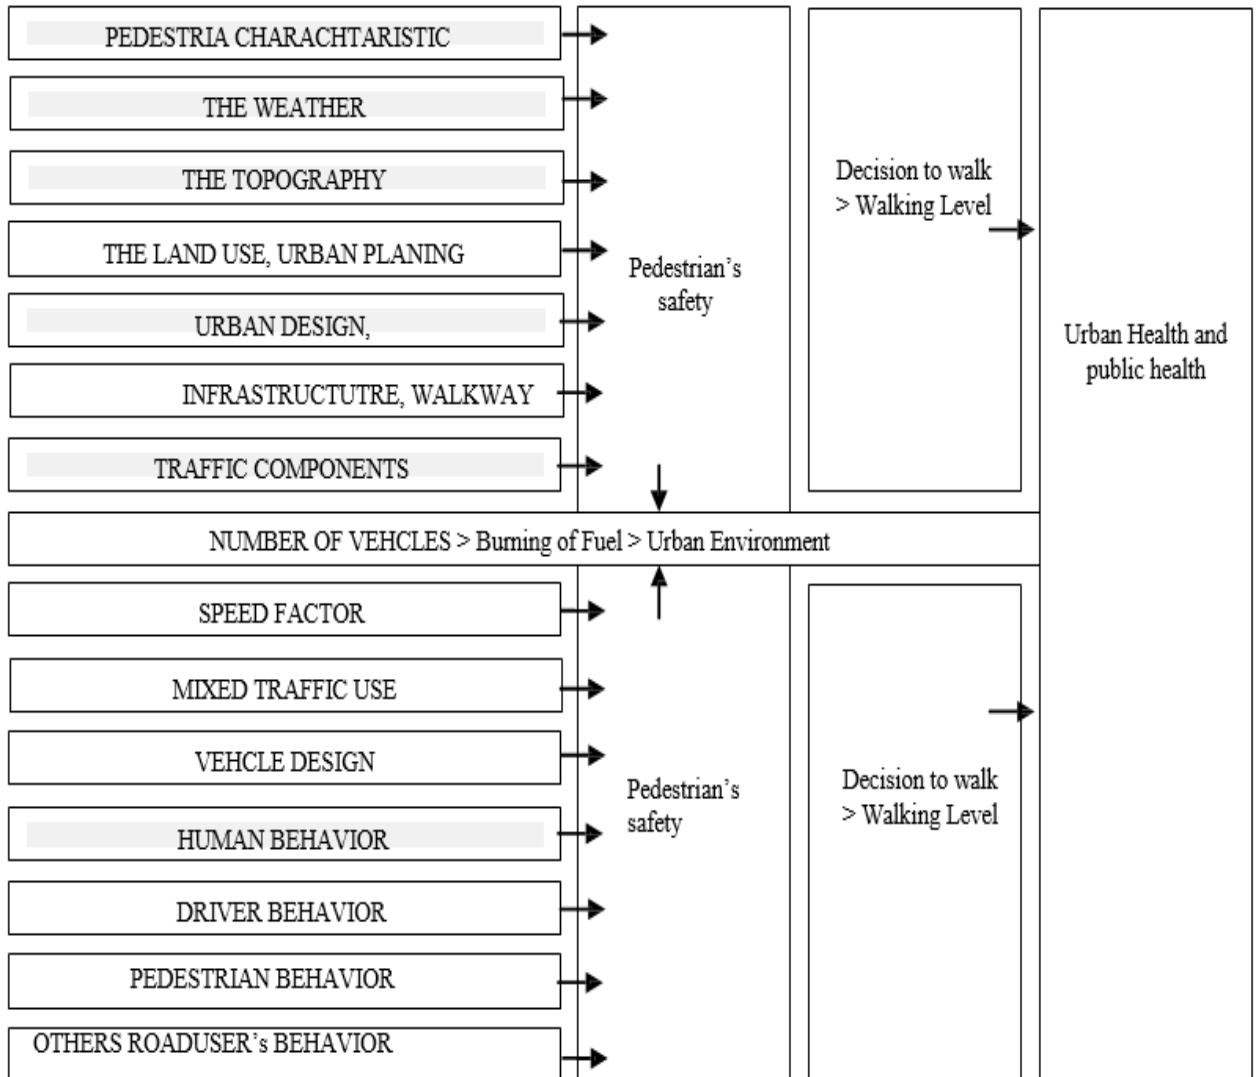 PEDESTRIA CHARACHTARISTIC
THE WEATHER
THE TOPOGRAPHY
THE LAND USE, URBAN PLANING
URBAN DESIGN,
INFRASTRUCTUTRE, WALKWAY
TRAFFIC COMPONENTS
Pedestrian’s
safety
Decision to walk
> Walking Level
Urban Health and
public health
NUMBER OF VEHCLES > Burning of Fuel > Urban Environment
SPEED FACTOR
MIXED TRAFFIC USE
VEHCLE DESIGN
HUMAN BEHAVIOR
DRIVER BEHAVIOR
PEDESTRIAN BEHAVIOR
OTHERS ROADUSER’s BEHAVIOR
Pedestrian’s
safety
Decision to walk
> Walking Level